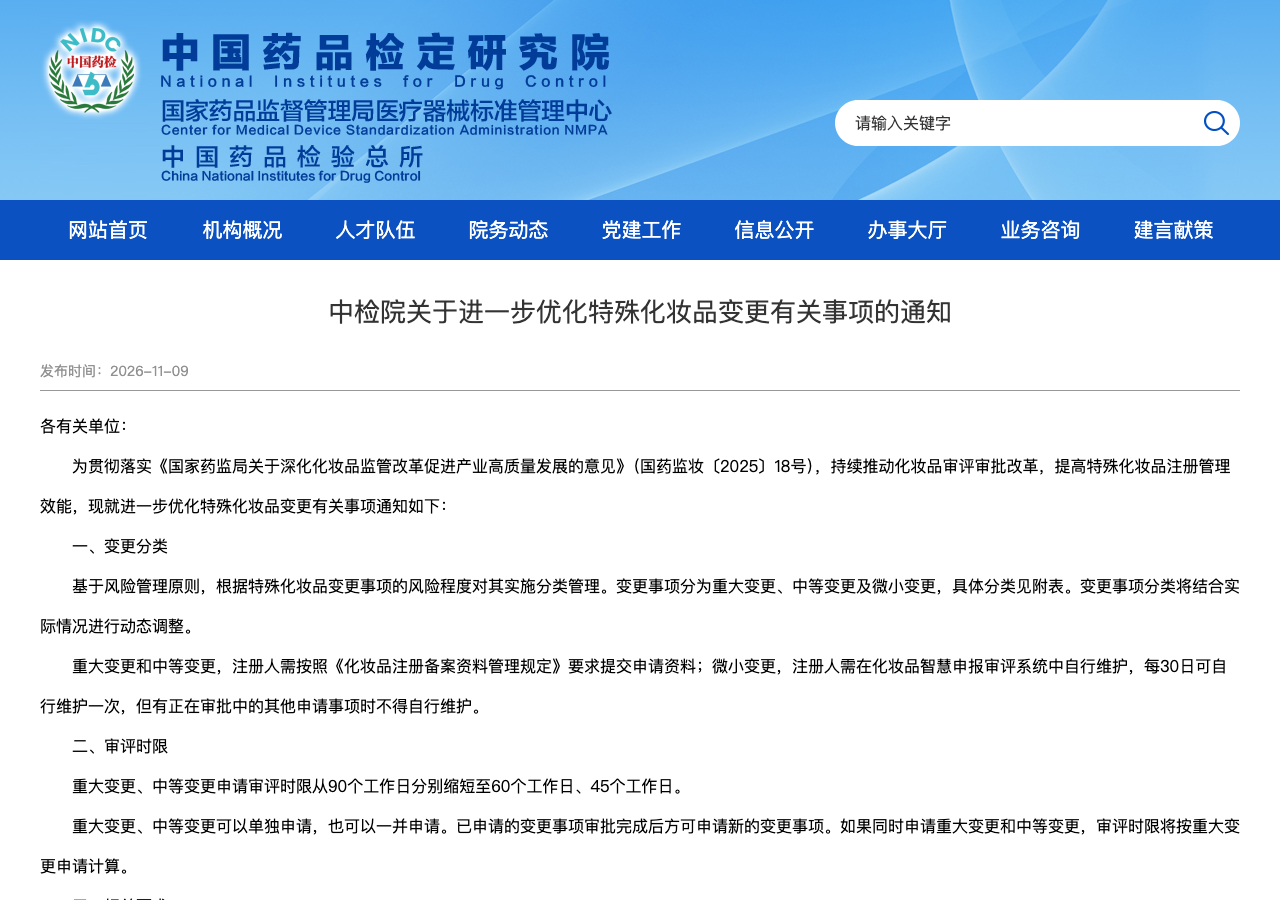 NIDC
中国药检
中国药品检定研究院
National Institutes for Drug Control
国家药品监督管理局医疗器械标准管理中心
Center for Medical Device Standardization Administration NMPA
中国药品检验总所
China National Institutes for Drug Control
请输入关键字
网站首页 机构概况 人才队伍 院务动态 党建工作 信息公开 办事大厅 业务咨询 建言献策
中检院关于进一步优化特殊化妆品变更有关事项的通知
发布时间：2026-11-09
各有关单位：
为贯彻落实《国家药监局关于深化化妆品监管改革促进产业高质量发展的意见》（国药监妆〔2025〕18号），持续推动化妆品审评审批改革，提高特殊化妆品注册管理
效能，现就进一步优化特殊化妆品变更有关事项通知如下：
一、变更分类
基于风险管理原则，根据特殊化妆品变更事项的风险程度对其实施分类管理。变更事项分为重大变更、中等变更及微小变更，具体分类见附表。变更事项分类将结合实
际情况进行动态调整。
重大变更和中等变更，注册人需按照《化妆品注册备案资料管理规定》要求提交申请资料；微小变更，注册人需在化妆品智慧申报审评系统中自行维护，每30日可自
行维护一次，但有正在审批中的其他申请事项时不得自行维护。
二、审评时限
重大变更、中等变更申请审评时限从90个工作日分别缩短至60个工作日、45个工作日。
重大变更、中等变更可以单独申请，也可以一并申请。已申请的变更事项审批完成后方可申请新的变更事项。如果同时申请重大变更和中等变更，审评时限将按重大变
更申请计算。